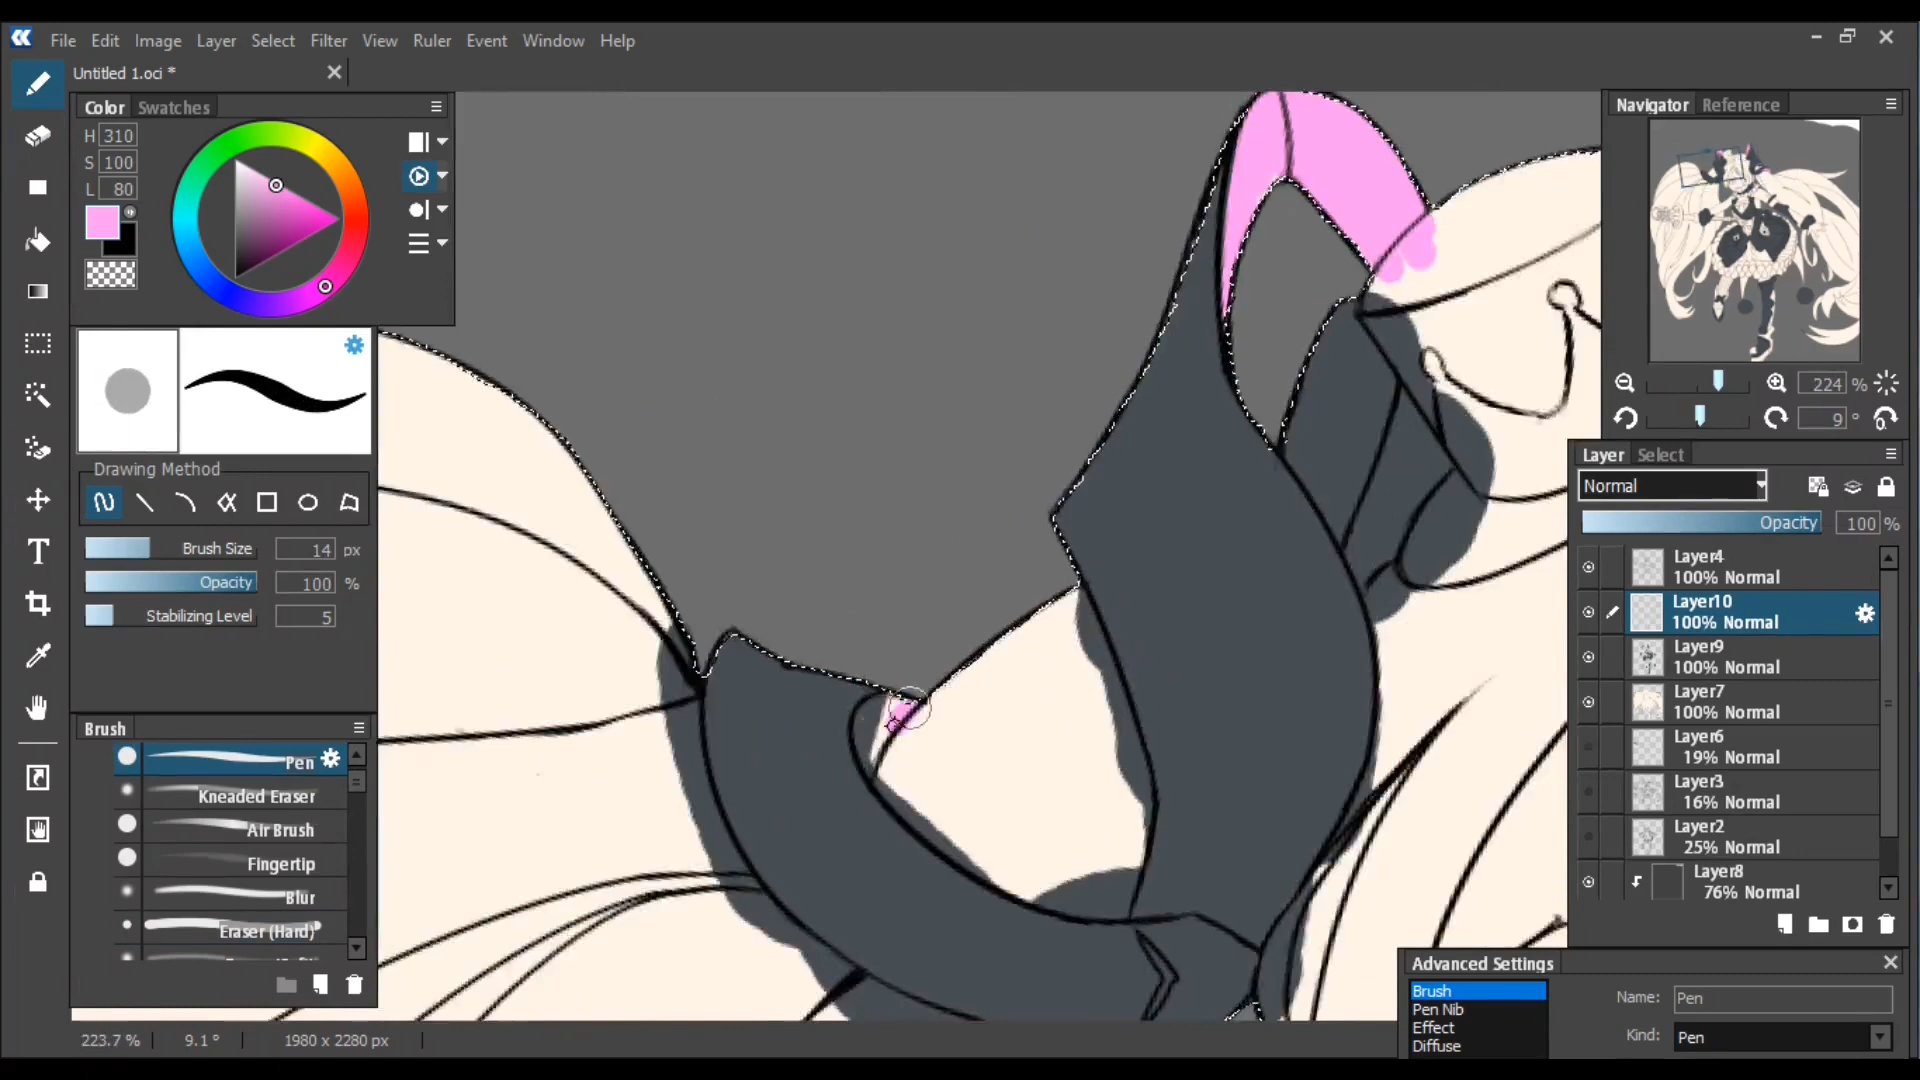 File Edit Image Layer Select Filter View Ruler Event Window Help
Untitled 1.oci *
Color Swatches
H 310
S 100
L 80
Drawing Method
Brush Size 14 px
Opacity 100 %
Stabilizing Level 5
Brush
Pen
Kneaded Eraser
Air Brush
Fingertip
Blur
Eraser (Hard)
223.7 % 9.1 ° 1980 x 2280 px
Navigator Reference
224 %
9 °
Layer Select
Normal
Opacity 100 %
Layer4
100% Normal
Layer10
100% Normal
Layer9
100% Normal
Layer7
100% Normal
Layer6
19% Normal
Layer3
16% Normal
Layer2
25% Normal
Layer8
76% Normal
Advanced Settings
Brush
Pen Nib
Effect
Diffuse
Name: Pen
Kind: Pen